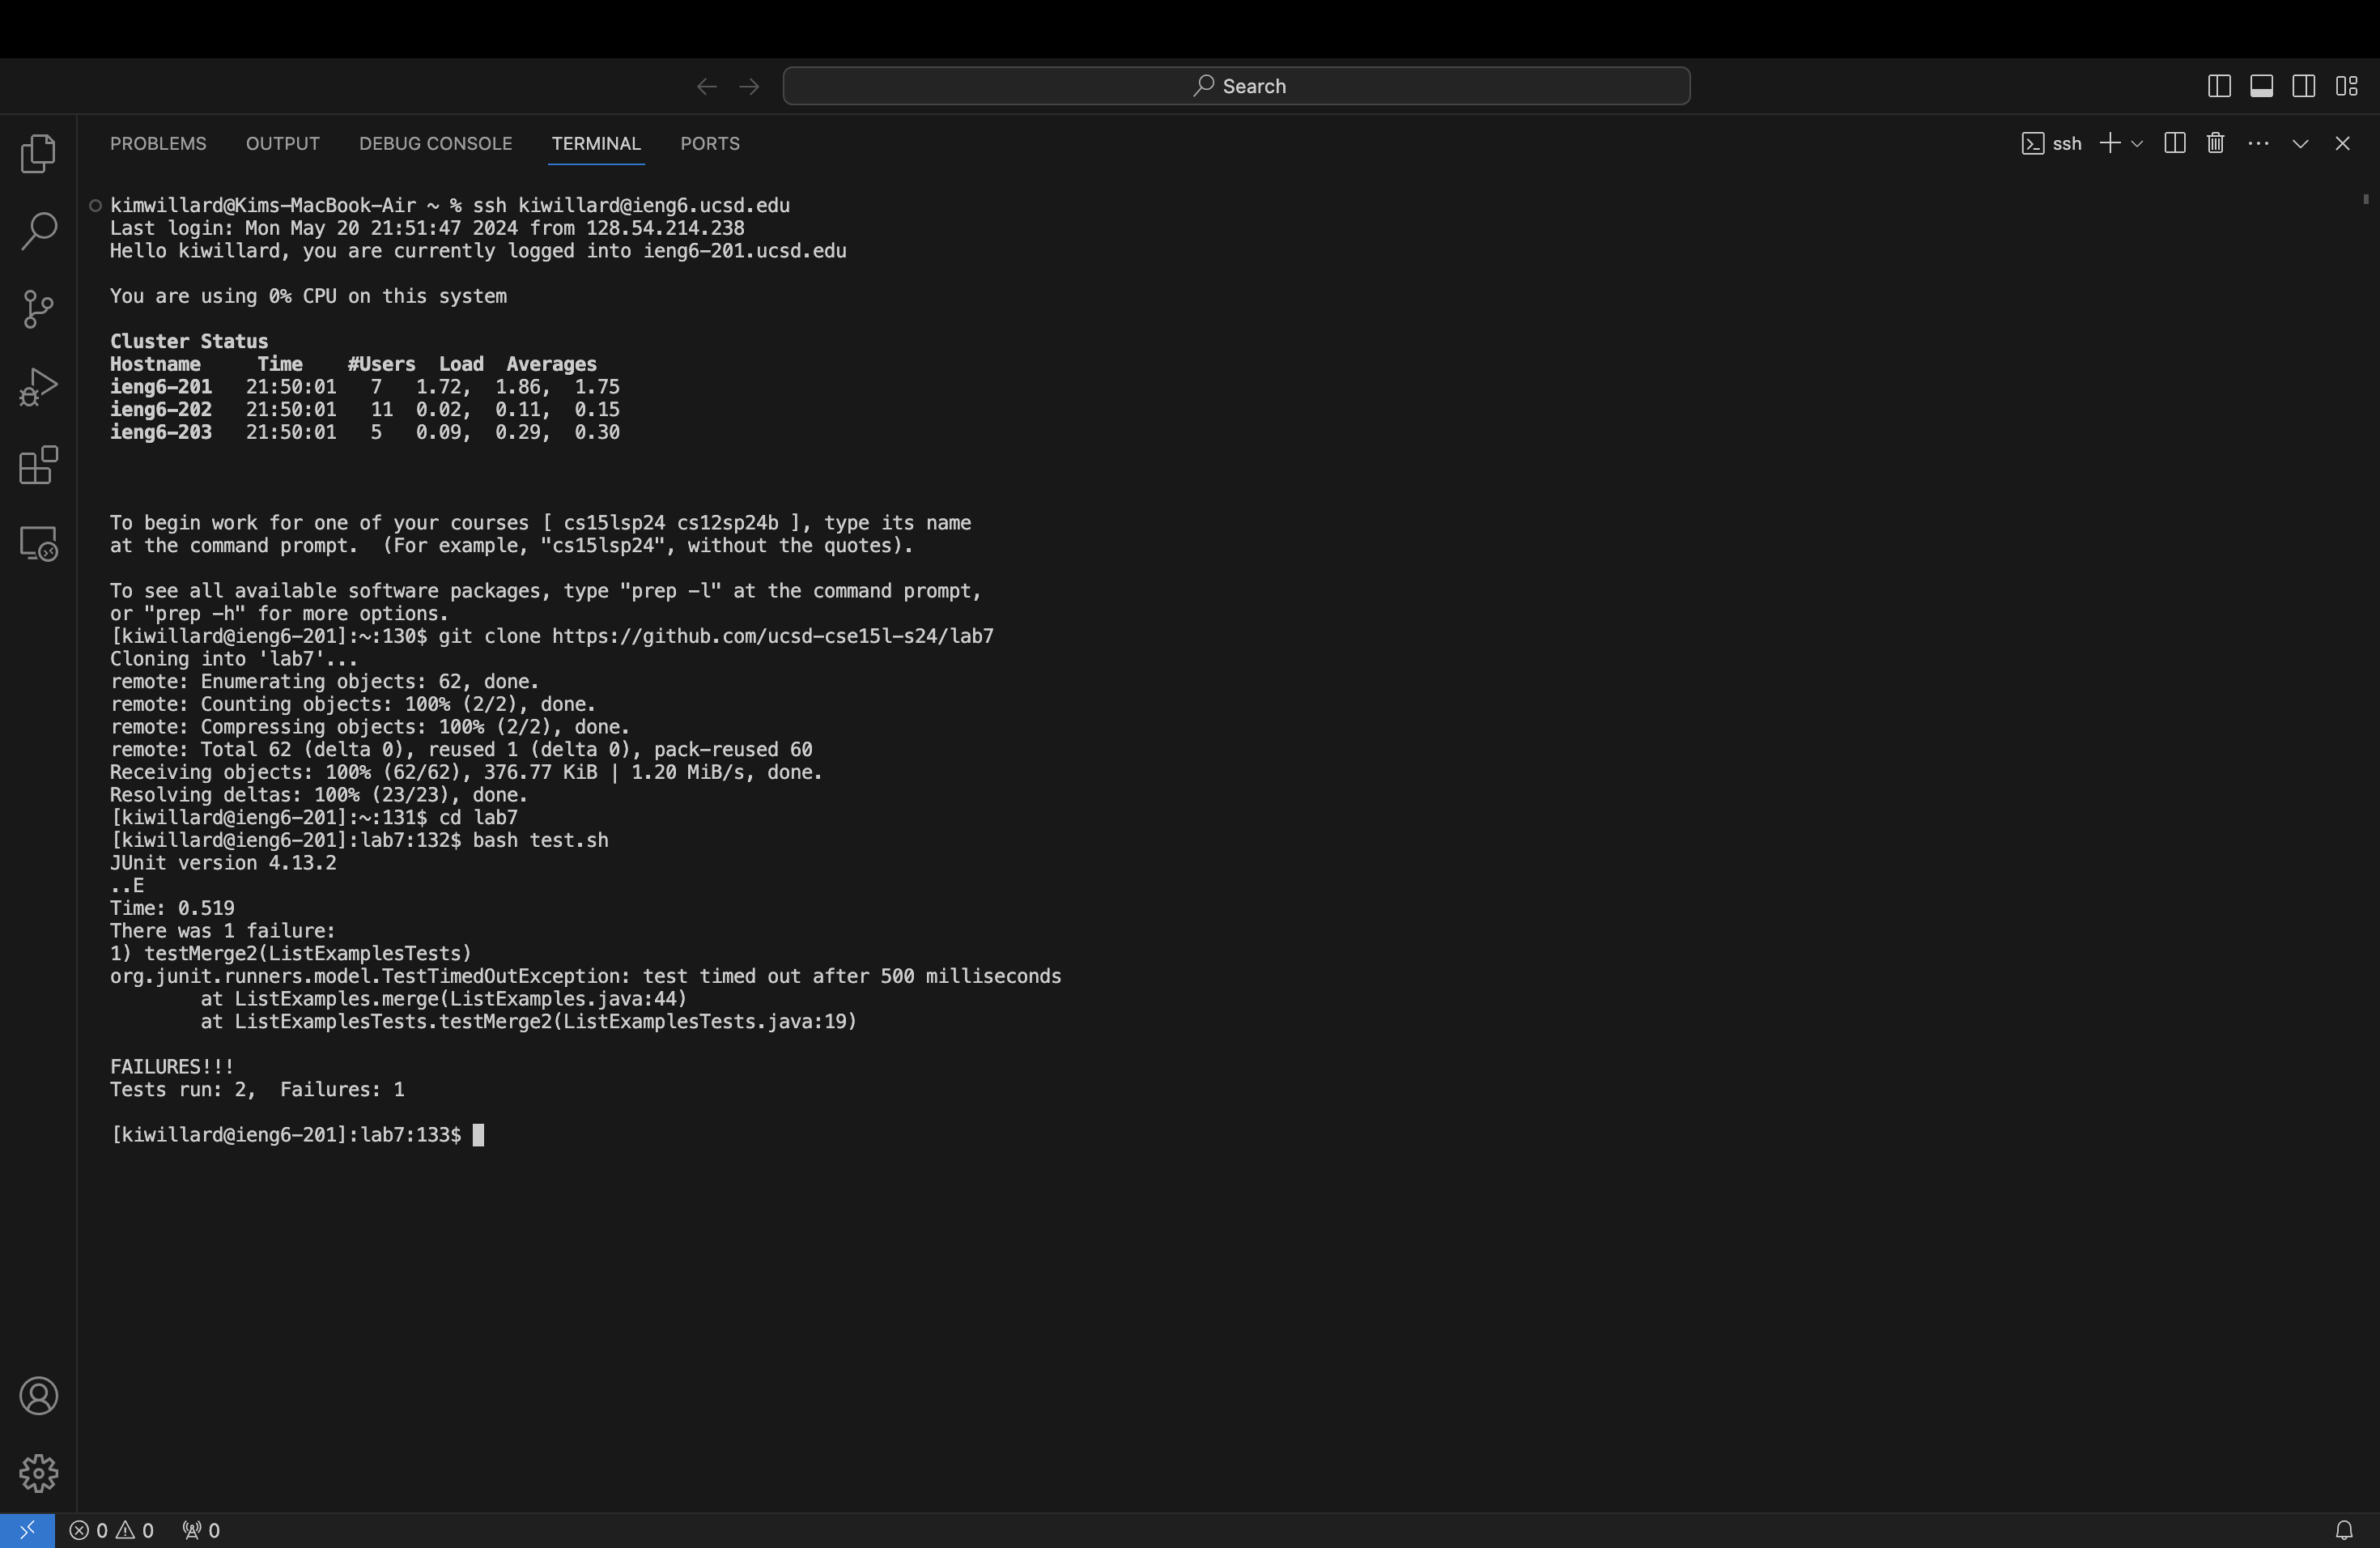 Search
PROBLEMS OUTPUT DEBUG CONSOLE TERMINAL PORTS ssh
kimwillard@Kims-MacBook-Air ~ % ssh kiwillard@ieng6.ucsd.edu
Last login: Mon May 20 21:51:47 2024 from 128.54.214.238
Hello kiwillard, you are currently logged into ieng6-201.ucsd.edu
You are using 0% CPU on this system
Cluster Status
Hostname     Time    #Users  Load  Averages
ieng6-201   21:50:01   7   1.72,  1.86,  1.75
ieng6-202   21:50:01   11  0.02,  0.11,  0.15
ieng6-203   21:50:01   5   0.09,  0.29,  0.30
To begin work for one of your courses [ cs15lsp24 cs12sp24b ], type its name
at the command prompt.  (For example, "cs15lsp24", without the quotes).
To see all available software packages, type "prep -l" at the command prompt,
or "prep -h" for more options.
[kiwillard@ieng6-201]:~:130$ git clone https://github.com/ucsd-cse15l-s24/lab7
Cloning into 'lab7'...
remote: Enumerating objects: 62, done.
remote: Counting objects: 100% (2/2), done.
remote: Compressing objects: 100% (2/2), done.
remote: Total 62 (delta 0), reused 1 (delta 0), pack-reused 60
Receiving objects: 100% (62/62), 376.77 KiB | 1.20 MiB/s, done.
Resolving deltas: 100% (23/23), done.
[kiwillard@ieng6-201]:~:131$ cd lab7
[kiwillard@ieng6-201]:lab7:132$ bash test.sh
JUnit version 4.13.2
..E
Time: 0.519
There was 1 failure:
1) testMerge2(ListExamplesTests)
org.junit.runners.model.TestTimedOutException: test timed out after 500 milliseconds
        at ListExamples.merge(ListExamples.java:44)
        at ListExamplesTests.testMerge2(ListExamplesTests.java:19)
FAILURES!!!
Tests run: 2,  Failures: 1
[kiwillard@ieng6-201]:lab7:133$
0 0 0